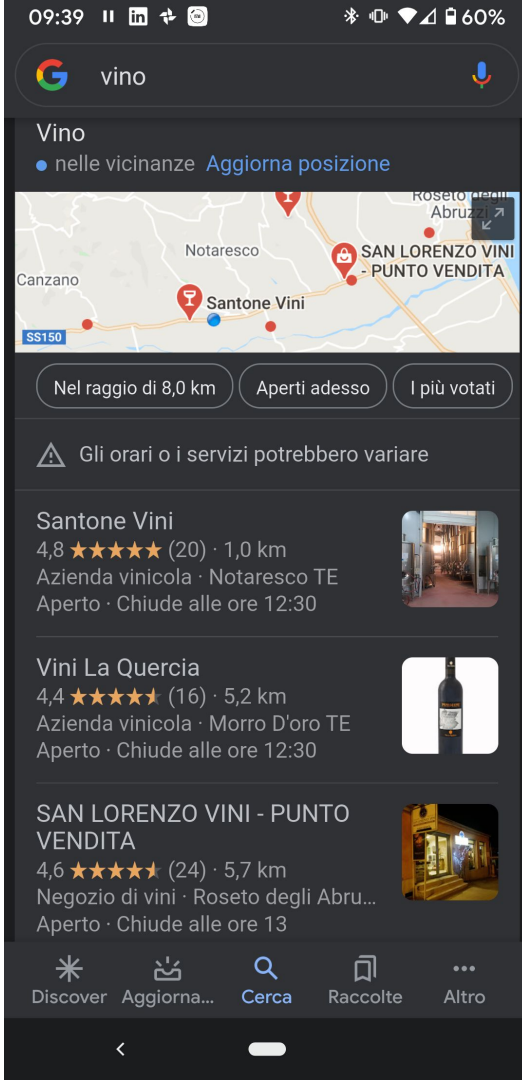 09:39
60%
vino
Vino
nelle vicinanze Aggiorna posizione
Roseto degli
Abruzzi
Notaresco
SAN LORENZO VINI
- PUNTO VENDITA
Canzano
Santone Vini
SS150
Nel raggio di 8,0 km
Aperti adesso
I più votati
Gli orari o i servizi potrebbero variare
Santone Vini
4,8 ★★★★★ (20) · 1,0 km
Azienda vinicola · Notaresco TE
Aperto · Chiude alle ore 12:30
Vini La Quercia
4,4 ★★★★★ (16) · 5,2 km
Azienda vinicola · Morro D'oro TE
Aperto · Chiude alle ore 12:30
SAN LORENZO VINI - PUNTO
VENDITA
4,6 ★★★★★ (24) · 5,7 km
Negozio di vini · Roseto degli Abru...
Aperto · Chiude alle ore 13
Discover Aggiorna... Cerca Raccolte Altro